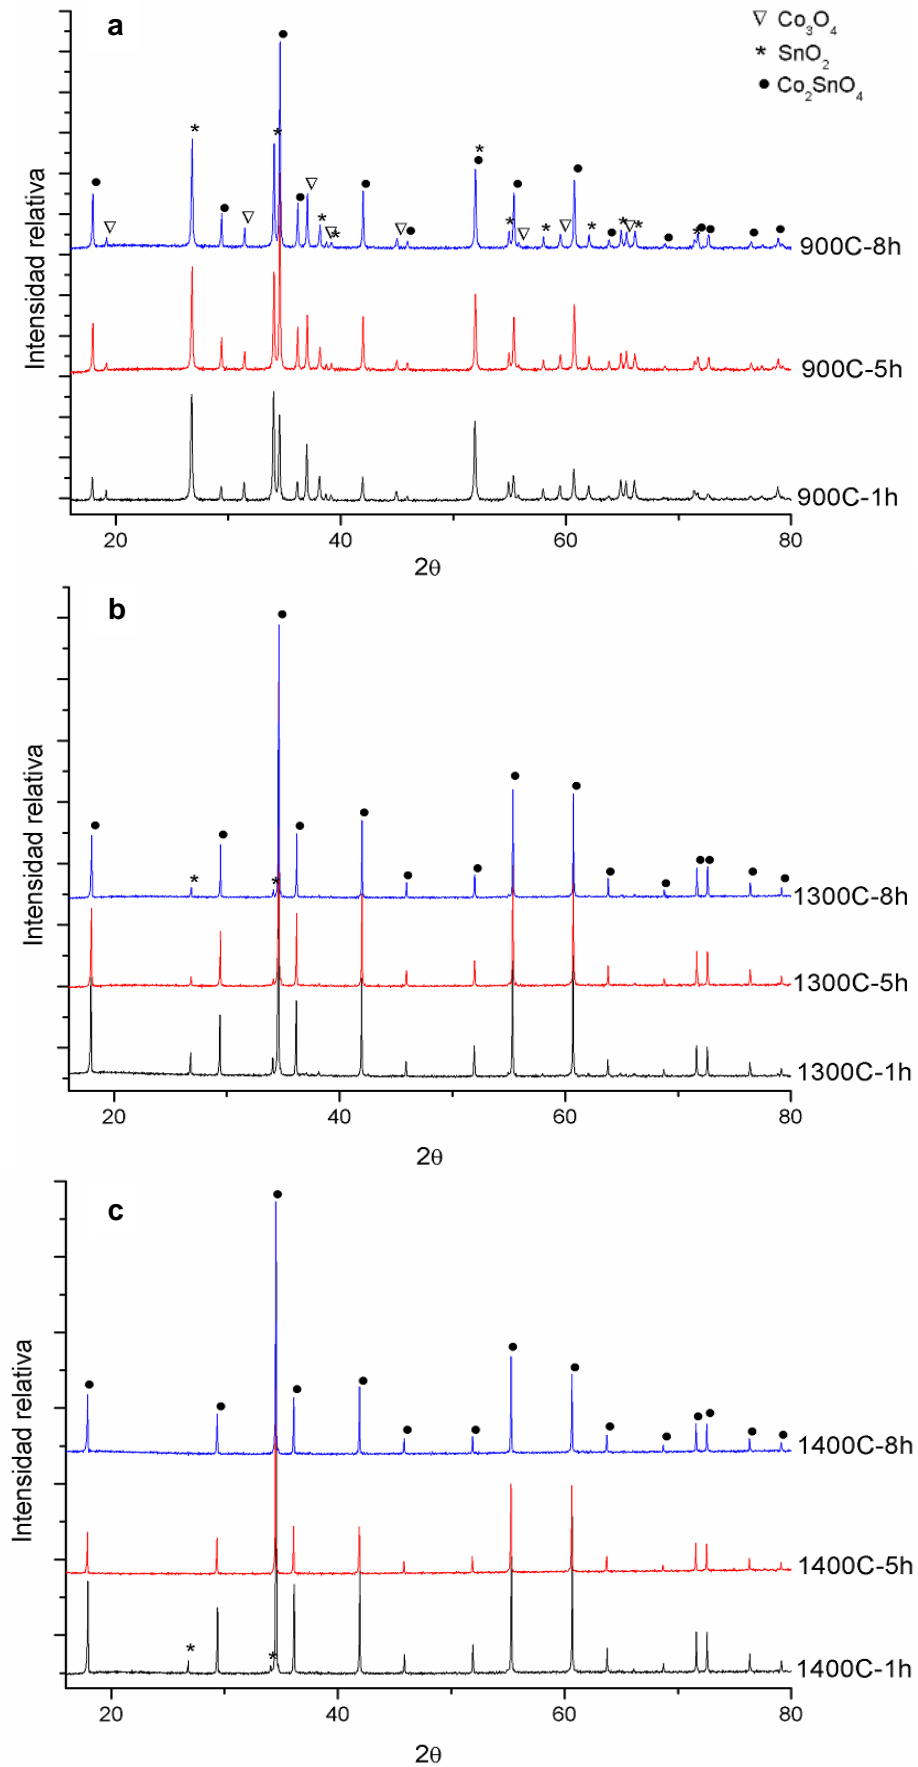 a
▽ Co₃O₄
* SnO₂
● Co₂SnO₄
Intensidad relativa
900C-8h
900C-5h
900C-1h
20 40 60 80
2θ
b
Intensidad relativa
1300C-8h
1300C-5h
1300C-1h
20 40 60 80
2θ
c
Intensidad relativa
1400C-8h
1400C-5h
1400C-1h
20 40 60 80
2θ